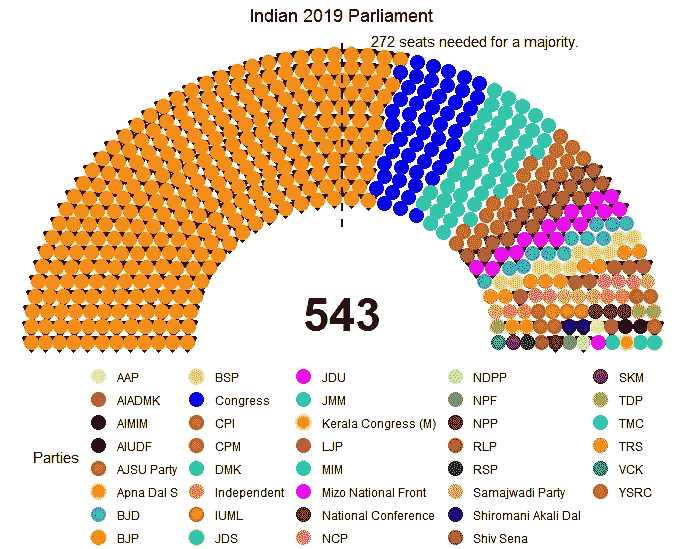 Indian 2019 Parliament
272 seats needed for a majority.
543
Parties
AAP
AIADMK
AIMIM
AIUDF
AJSU Party
Apna Dal S
BJD
BJP
BSP
Congress
CPI
CPM
DMK
Independent
IUML
JDS
JDU
JMM
Kerala Congress (M)
LJP
MIM
Mizo National Front
National Conference
NCP
NDPP
NPF
NPP
RLP
RSP
Samajwadi Party
Shiromani Akali Dal
Shiv Sena
SKM
TDP
TMC
TRS
VCK
YSRC